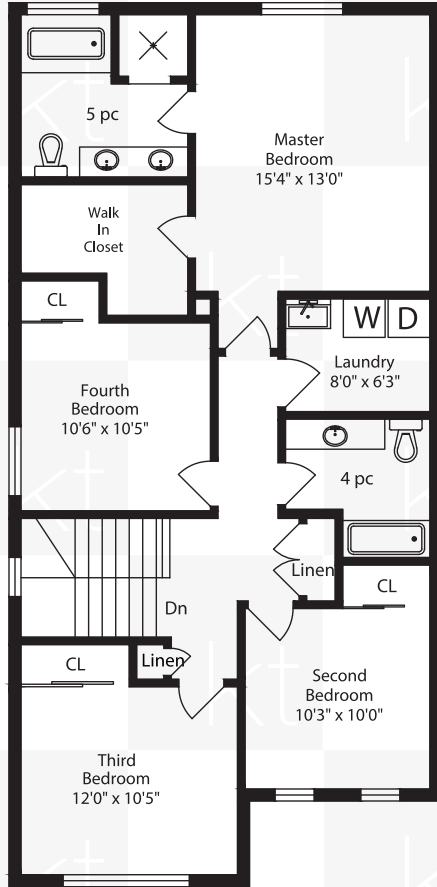 5 pc
Master
Bedroom
15'4" x 13'0"
Walk
In
Closet
CL
W
D
Laundry
8'0" x 6'3"
Fourth
Bedroom
10'6" x 10'5"
4 pc
Linen
Dn
CL
Linen
CL
Second
Bedroom
10'3" x 10'0"
Third
Bedroom
12'0" x 10'5"